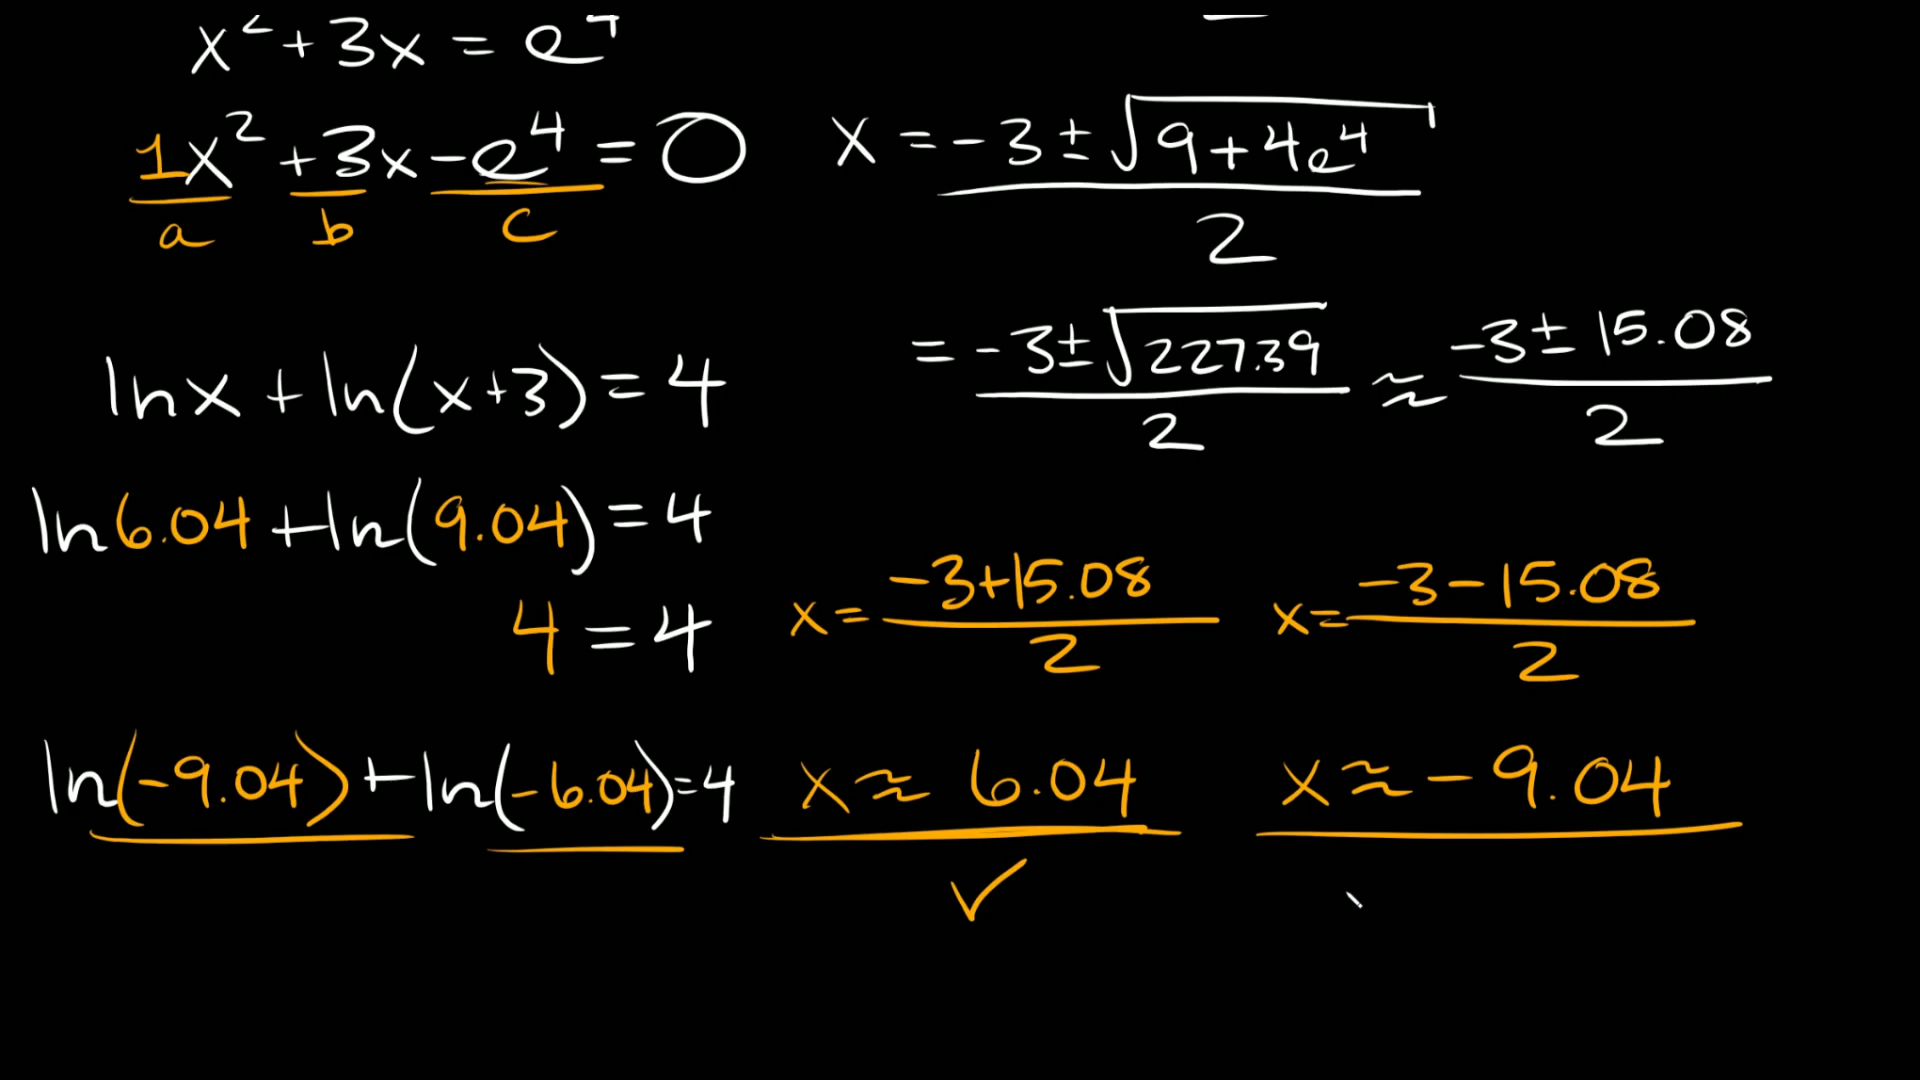 x² + 3x = e⁴
1x² + 3x - e⁴ = 0
a b c
ln x + ln(x+3) = 4
ln 6.04 + ln(9.04) = 4
4 = 4
ln(-9.04) + ln(-6.04) = 4
x = (-3 ± √(9 + 4e⁴)) / 2
= (-3 ± √227.39) / 2 ≈ (-3 ± 15.08) / 2
x = (-3 + 15.08) / 2
x = (-3 - 15.08) / 2
x ≈ 6.04
✓
x ≈ -9.04